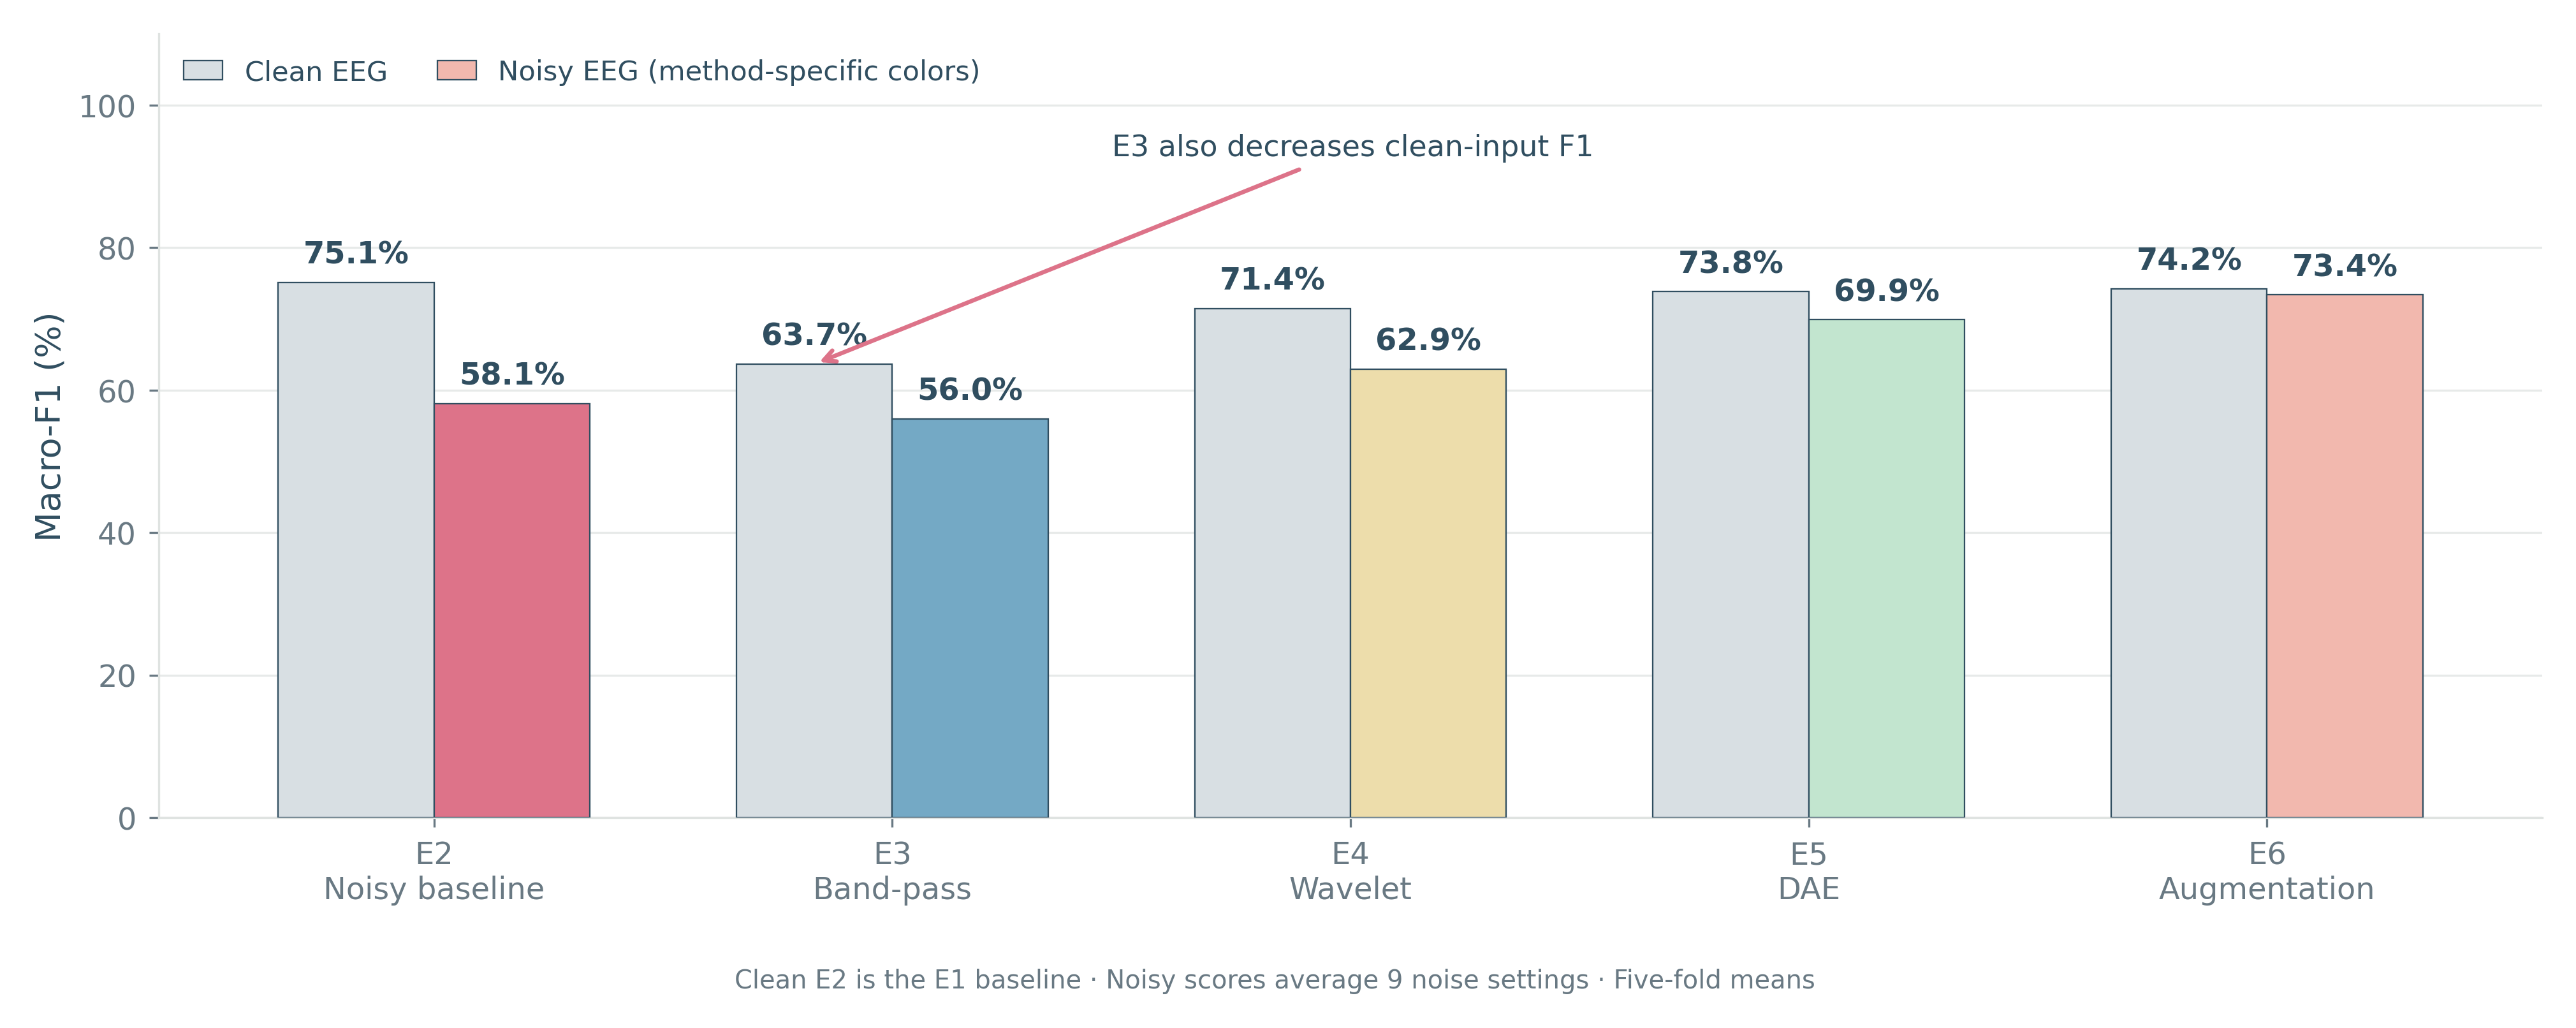 Clean EEG
Noisy EEG (method-specific colors)
Macro-F1 (%)
100
80
60
40
20
0
E3 also decreases clean-input F1
75.1%
58.1%
63.7%
56.0%
71.4%
62.9%
73.8%
69.9%
74.2%
73.4%
E2
Noisy baseline
E3
Band-pass
E4
Wavelet
E5
DAE
E6
Augmentation
Clean E2 is the E1 baseline · Noisy scores average 9 noise settings · Five-fold means